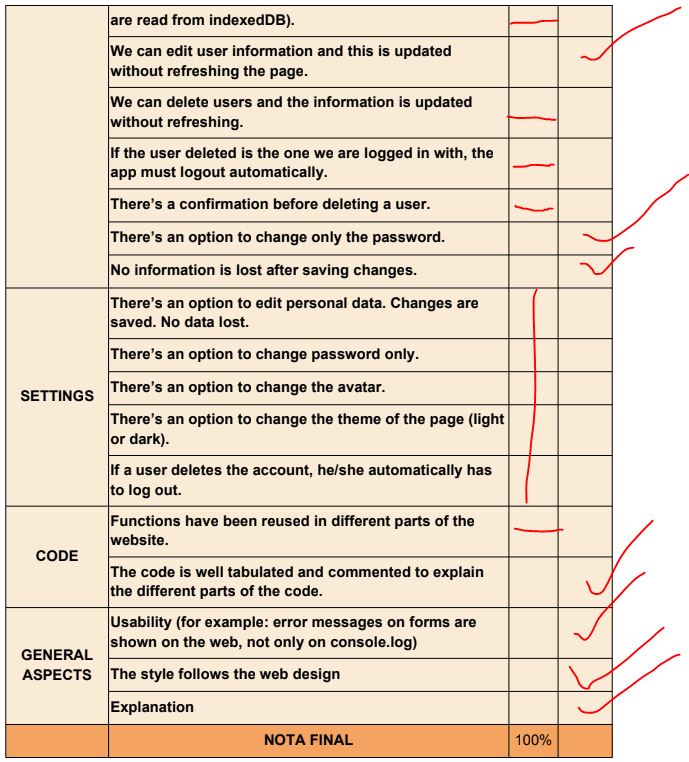 are read from indexedDB).
We can edit user information and this is updated
without refreshing the page.
We can delete users and the information is updated
without refreshing.
If the user deleted is the one we are logged in with, the
app must logout automatically.
There’s a confirmation before deleting a user.
There’s an option to change only the password.
No information is lost after saving changes.
SETTINGS
There’s an option to edit personal data. Changes are
saved. No data lost.
There’s an option to change password only.
There’s an option to change the avatar.
There’s an option to change the theme of the page (light
or dark).
If a user deletes the account, he/she automatically has
to log out.
CODE
Functions have been reused in different parts of the
website.
The code is well tabulated and commented to explain
the different parts of the code.
GENERAL
ASPECTS
Usability (for example: error messages on forms are
shown on the web, not only on console.log)
The style follows the web design
Explanation
NOTA FINAL 100%